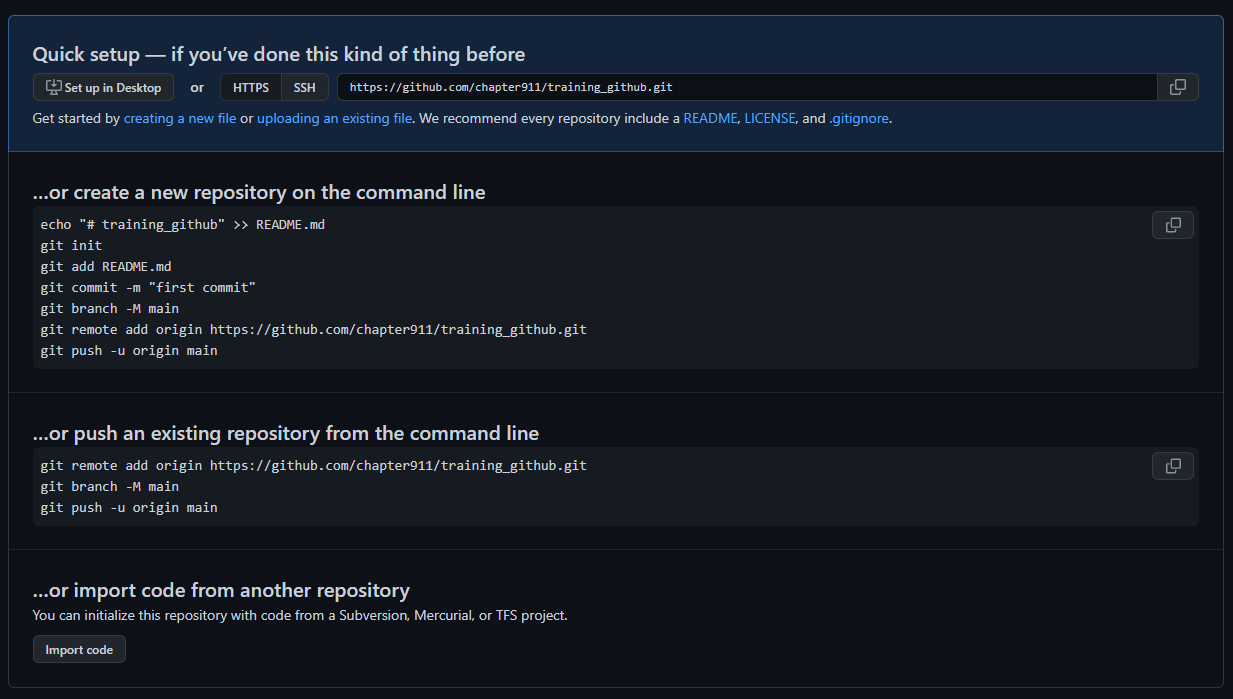 Quick setup — if you’ve done this kind of thing before
Set up in Desktop or HTTPS SSH https://github.com/chapter911/training_github.git
Get started by creating a new file or uploading an existing file. We recommend every repository include a README, LICENSE, and .gitignore.
…or create a new repository on the command line
echo "# training_github" >> README.md
git init
git add README.md
git commit -m "first commit"
git branch -M main
git remote add origin https://github.com/chapter911/training_github.git
git push -u origin main
…or push an existing repository from the command line
git remote add origin https://github.com/chapter911/training_github.git
git branch -M main
git push -u origin main
…or import code from another repository
You can initialize this repository with code from a Subversion, Mercurial, or TFS project.
Import code